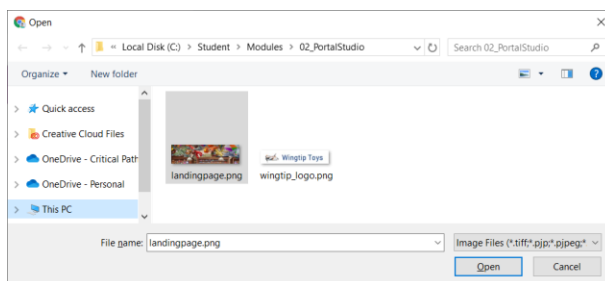 Open
« Local Disk (C:) > Student > Modules > 02_PortalStudio
Search 02_PortalStudio
Organize
New folder
Quick access
Creative Cloud Files
OneDrive - Critical Path
OneDrive - Personal
This PC
Wingtip Toys
landingpage.png
wingtip_logo.png
File name:
landingpage.png
Image Files (*.tiff;*.pjp;*.pjpeg;*
Open
Cancel